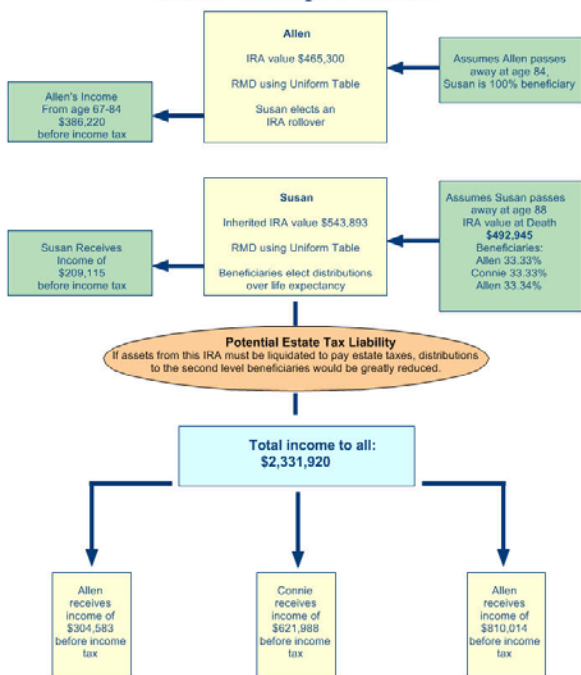 Allen
IRA value $465,300
RMD using Uniform Table
Susan elects an
IRA rollover
Assumes Allen passes
away at age 84,
Susan is 100% beneficiary
Allen's Income
From age 67-84
$386,220
before income tax
Susan
Inherited IRA value $543,893
RMD using Uniform Table
Beneficiaries elect distributions
over life expectancy
Assumes Susan passes
away at age 88
IRA value at Death
$492,945
Beneficiaries:
Allen 33.33%
Connie 33.33%
Allen 33.34%
Susan Receives
Income of
$209,115
before income tax
Potential Estate Tax Liability
If assets from this IRA must be liquidated to pay estate taxes, distributions
to the second level beneficiaries would be greatly reduced.
Total income to all:
$2,331,920
Allen
receives
income of
$304,583
before income
tax
Connie
receives
income of
$621,988
before income
tax
Allen
receives
income of
$810,014
before income
tax